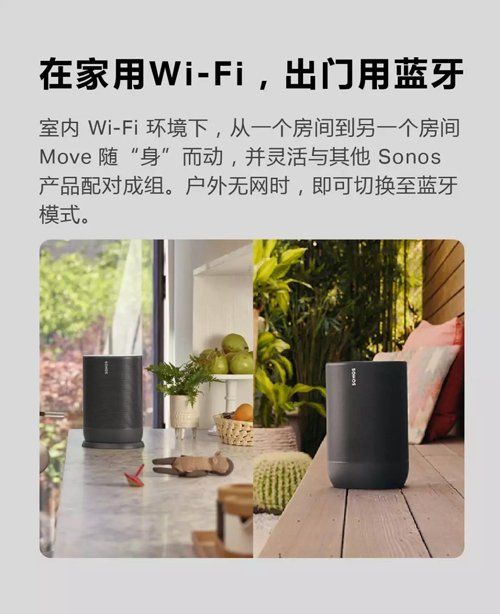 在家用Wi-Fi，出门用蓝牙
室内 Wi-Fi 环境下，从一个房间到另一个房间
Move 随“身”而动，并灵活与其他 Sonos
产品配对成组。户外无网时，即可切换至蓝牙
模式。
SONOS
SONOS